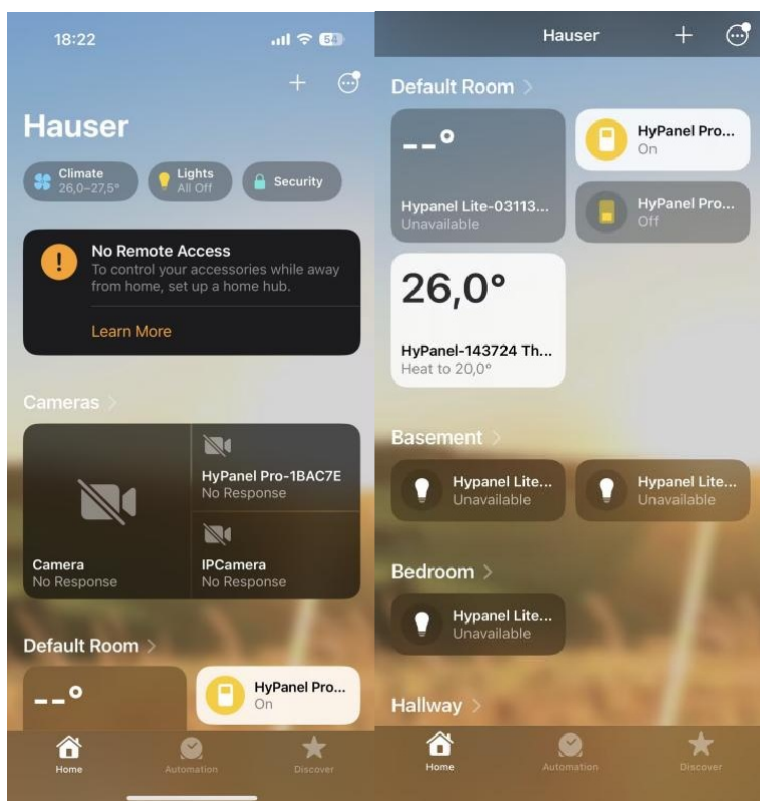 18:22
54
Hauser
Climate
26,0–27,5°
Lights
All Off
Security
No Remote Access
To control your accessories while away
from home, set up a home hub.
Learn More
Cameras >
HyPanel Pro-1BAC7E
No Response
Camera
No Response
IPCamera
No Response
Default Room >
--°
HyPanel Pro...
On
Home
Automation
Discover
Hauser
Default Room >
--°
Hypanel Lite-03113...
Unavailable
HyPanel Pro...
On
HyPanel Pro...
Off
26,0°
HyPanel-143724 Th...
Heat to 20,0°
Basement >
Hypanel Lite...
Unavailable
Hypanel Lite...
Unavailable
Bedroom >
Hypanel Lite...
Unavailable
Hallway >
Home
Automation
Discover